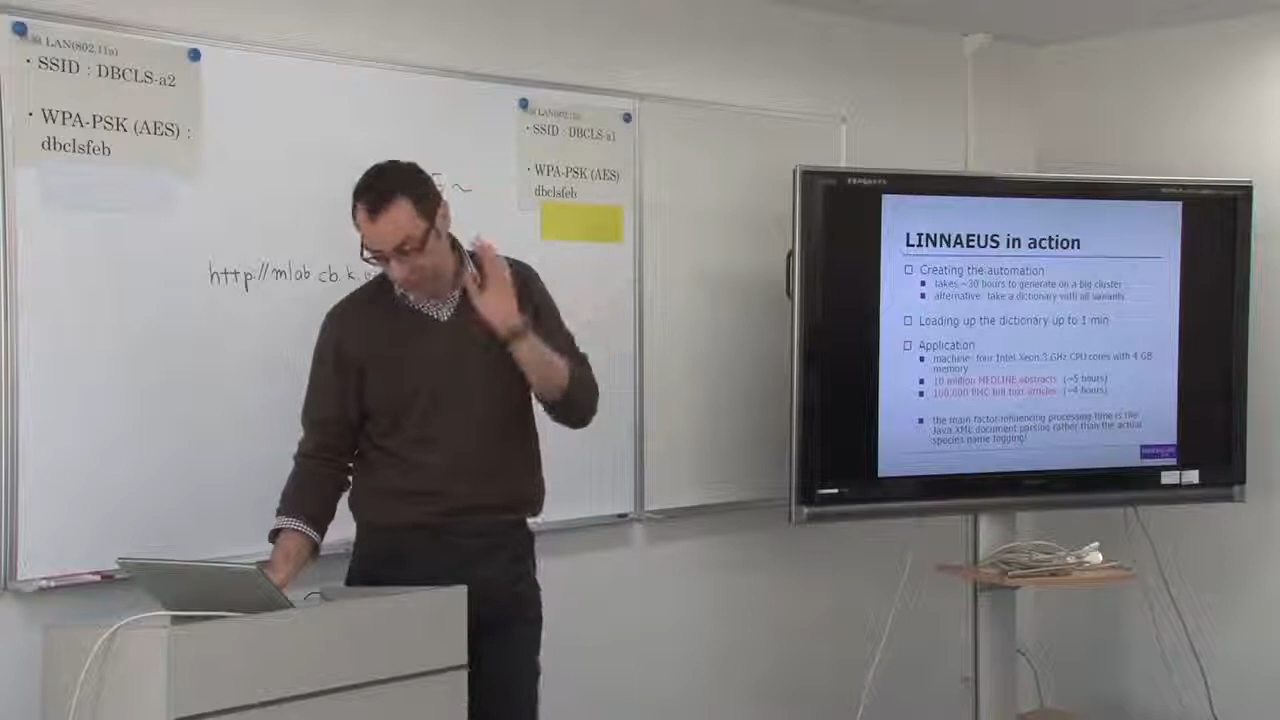 LAN(802.11a)
・SSID : DBCLS-a2
・WPA-PSK (AES) :
dbclsfeb
・SSID : DBCLS-a1
・WPA-PSK (AES)
dbclsfeb
http://mlab.cb.k.u
LINNAEUS in action
Creating the automation
takes ~30 hours to generate on a big cluster
alternative: take a dictionary with all variants
Loading up the dictionary up to 1 min
Application
machine: four Intel Xeon 3 GHz CPU cores with 4 GB
memory
10 million MEDLINE abstracts (~5 hours)
100,000 PMC full text articles (~4 hours)
the main factor influencing processing time is the
Java XML document parsing rather than the actual
species name tagging!